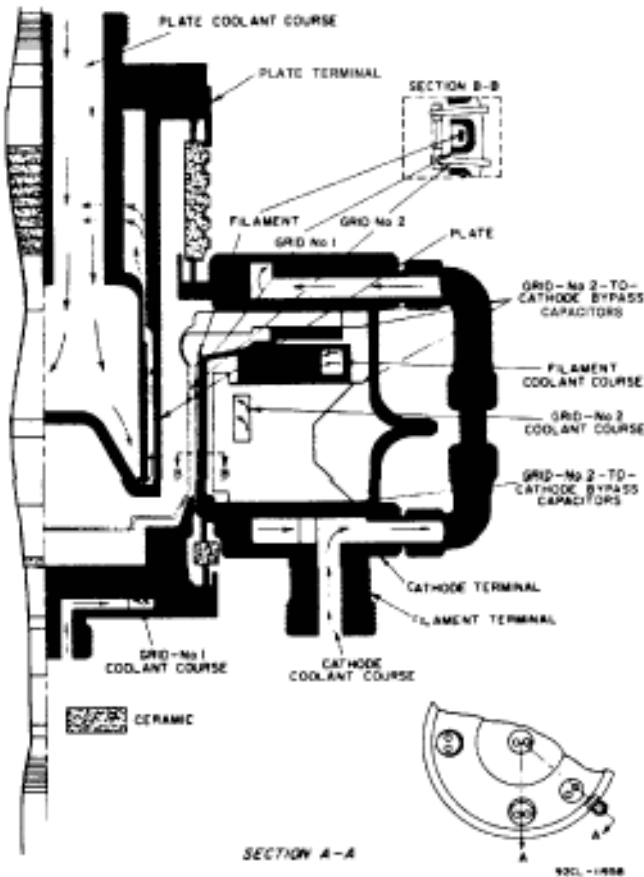 PLATE COOLANT COURSE
PLATE TERMINAL
SECTION B-B
FILAMENT
GRID No 2
GRID No 1
PLATE
GRID-No.2-TO-
CATHODE BYPASS
CAPACITORS
FILAMENT
COOLANT COURSE
GRID-No.2
COOLANT COURSE
B
B
GRID-No.2-TO-
CATHODE BYPASS
CAPACITORS
CATHODE TERMINAL
FILAMENT TERMINAL
GRID-No.1
COOLANT COURSE
CATHODE
COOLANT COURSE
CERAMIC
A
A
SECTION A-A